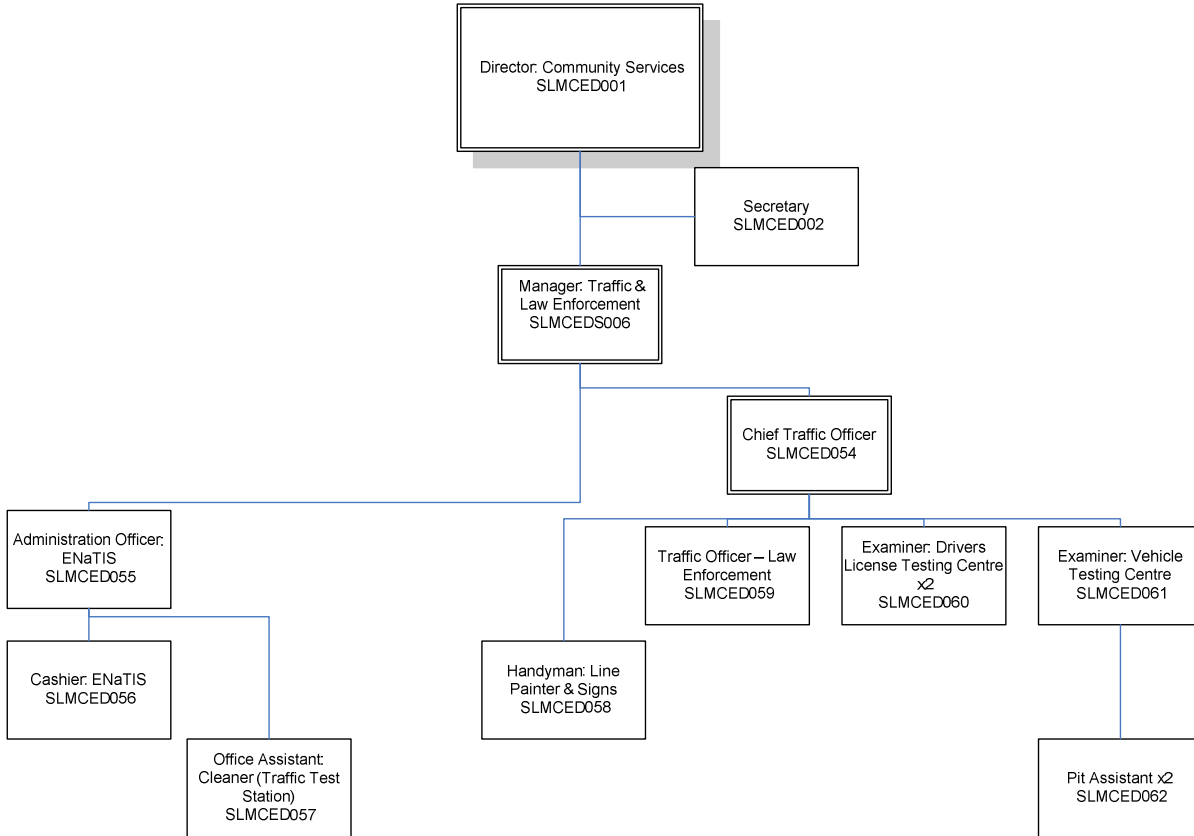 Director: Community Services
SLMCED001
Secretary
SLMCED002
Manager: Traffic &
Law Enforcement
SLMCEDS006
Chief Traffic Officer
SLMCED054
Administration Officer:
ENaTIS
SLMCED055
Traffic Officer – Law
Enforcement
SLMCED059
Examiner: Drivers
License Testing Centre
x2
SLMCED060
Examiner: Vehicle
Testing Centre
SLMCED061
Cashier: ENaTIS
SLMCED056
Handyman: Line
Painter & Signs
SLMCED058
Office Assistant:
Cleaner (Traffic Test
Station)
SLMCED057
Pit Assistant x2
SLMCED062